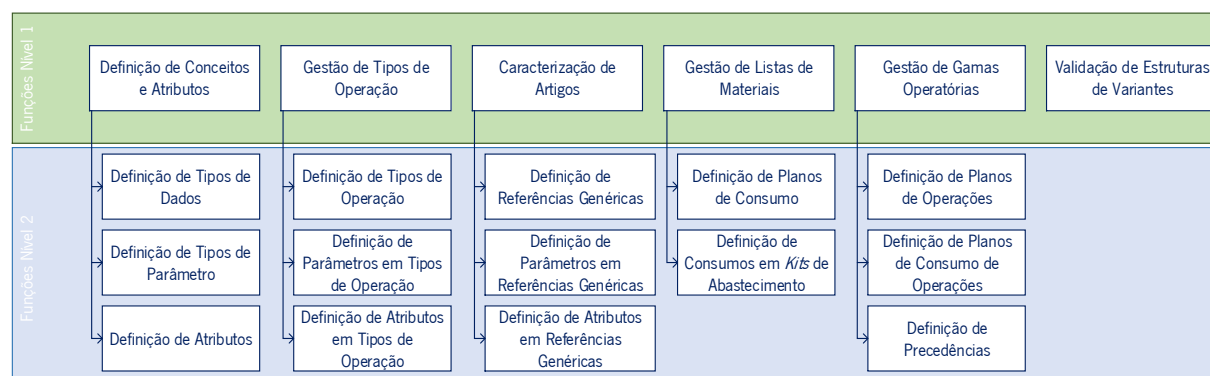 Funções Nível 1
Definição de Conceitos
e Atributos
Gestão de Tipos de
Operação
Caracterização de
Artigos
Gestão de Listas de
Materiais
Gestão de Gamas
Operatórias
Validação de Estruturas
de Variantes
Funções Nível 2
Definição de Tipos de
Dados
Definição de Tipos de
Parâmetro
Definição de Atributos
Definição de Tipos de
Operação
Definição de
Parâmetros em Tipos
de Operação
Definição de Atributos
em Tipos de
Operação
Definição de
Referências Genéricas
Definição de
Parâmetros em
Referências Genéricas
Definição de Atributos
em Referências
Genéricas
Definição de Planos
de Consumo
Definição de
Consumos em Kits de
Abastecimento
Definição de Planos
de Operações
Definição de Planos
de Consumo de
Operações
Definição de
Precedências